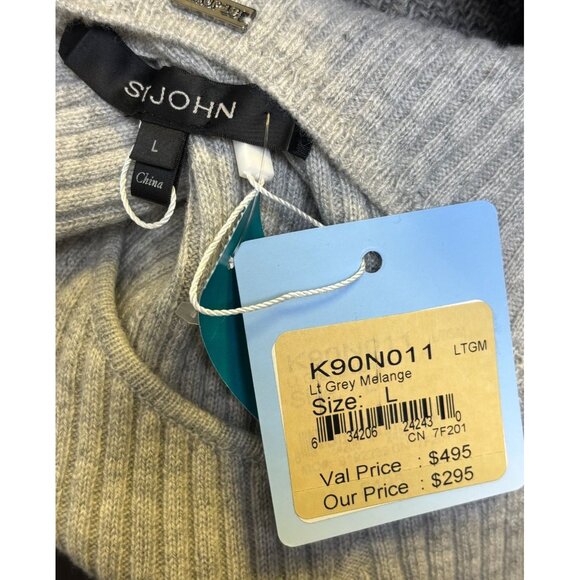 ST JOHN
L
China
K90N011 LTGM
Lt Grey Melange
Size: L
6 34206 24243 0
CN 7F201
Val Price : $495
Our Price : $295